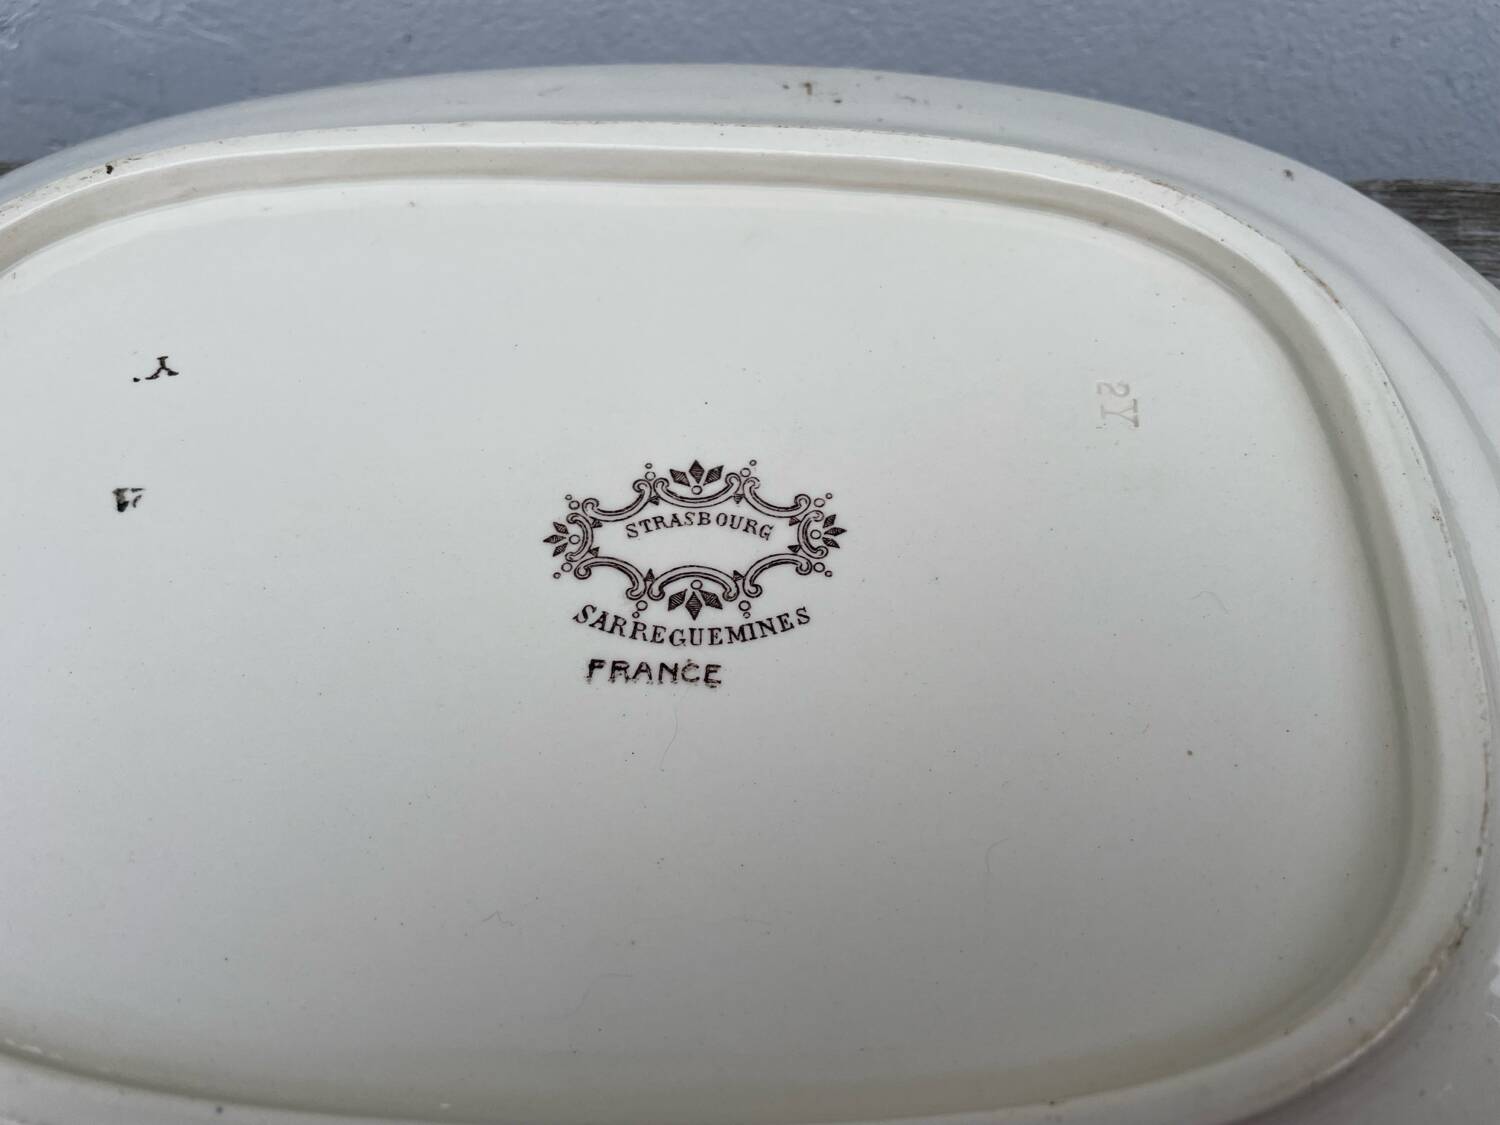 Y
2Y
STRASBOURG
SARREGUEMINES
FRANCE